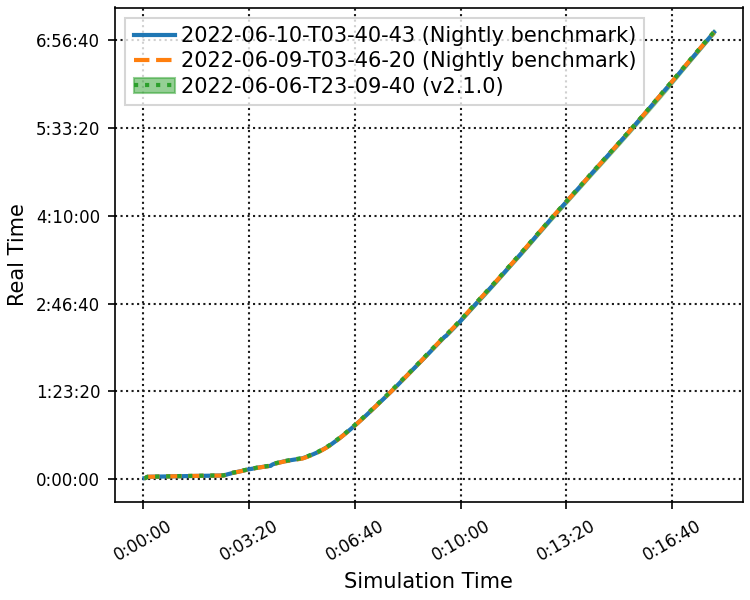 2022-06-10-T03-40-43 (Nightly benchmark)
2022-06-09-T03-46-20 (Nightly benchmark)
2022-06-06-T23-09-40 (v2.1.0)
Real Time
6:56:40
5:33:20
4:10:00
2:46:40
1:23:20
0:00:00
0:00:00
0:03:20
0:06:40
0:10:00
0:13:20
0:16:40
Simulation Time